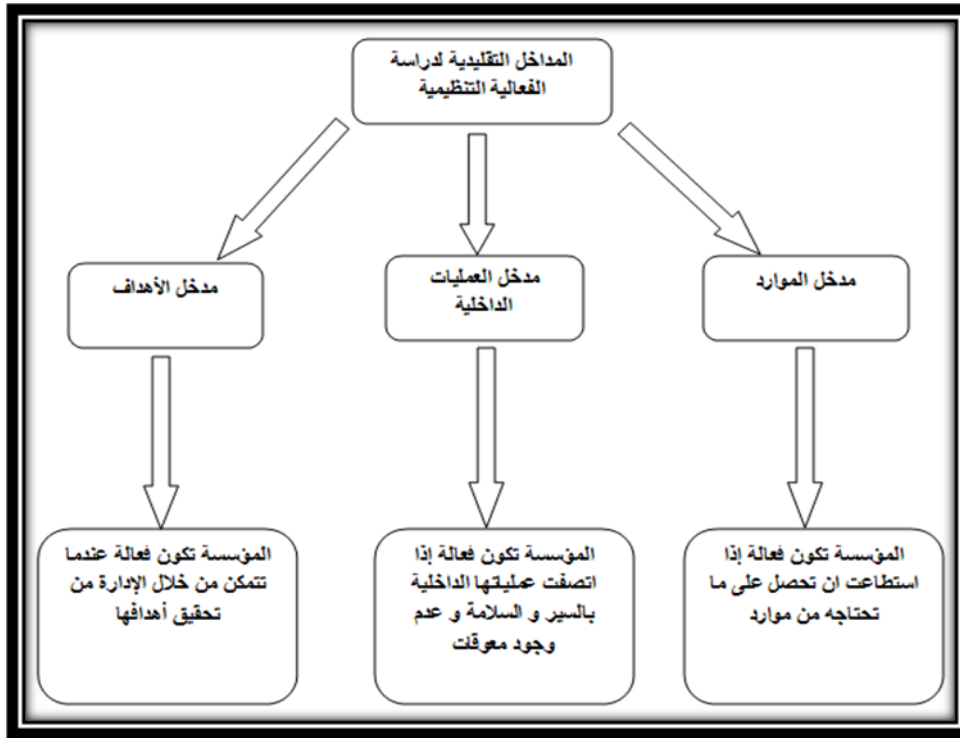 المداخل التقليدية لدراسة
الفعالية التنظيمية
مدخل الموارد
مدخل العمليات
الداخلية
مدخل الأهداف
المؤسسة تكون فعالة إذا
استطاعت ان تحصل على ما
تحتاجه من موارد
المؤسسة تكون فعالة إذا
اتصفت عملياتها الداخلية
بالسير و السلامة و عدم
وجود معوقات
المؤسسة تكون فعالة عندما
تتمكن من خلال الإدارة من
تحقيق أهدافها